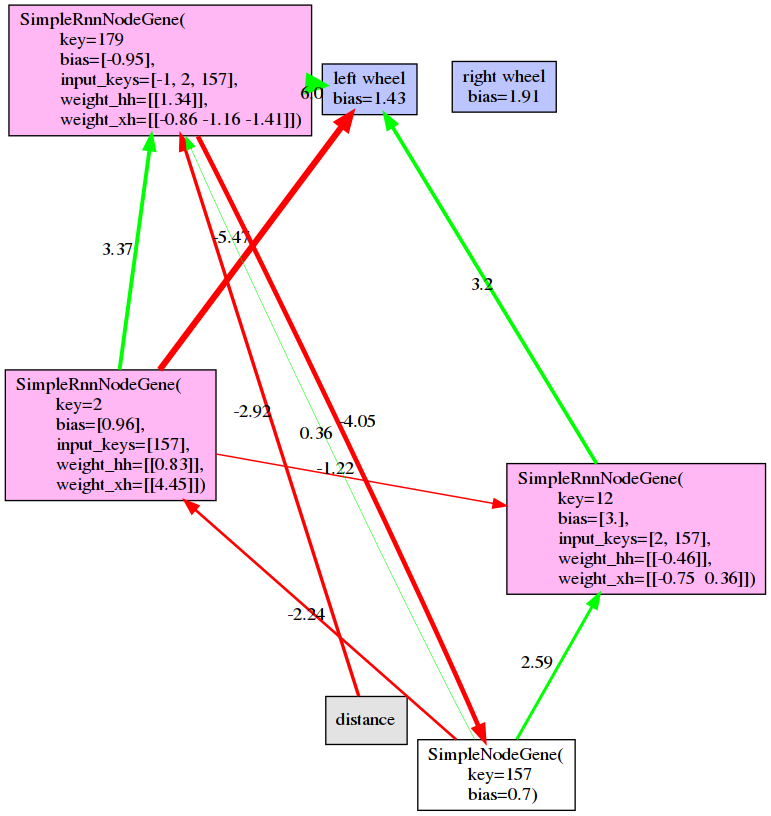 SimpleRnnNodeGene(
key=179
bias=[-0.95],
input_keys=[-1, 2, 157],
weight_hh=[[1.34]],
weight_xh=[[-0.86 -1.16 -1.41]])
left wheel
bias=1.43
right wheel
bias=1.91
6.0
3.37
-5.47
3.2
-2.92
0.36
-4.05
-1.22
SimpleRnnNodeGene(
key=2
bias=[0.96],
input_keys=[157],
weight_hh=[[0.83]],
weight_xh=[[4.45]])
SimpleRnnNodeGene(
key=12
bias=[3.],
input_keys=[2, 157],
weight_hh=[[-0.46]],
weight_xh=[[-0.75  0.36]])
-2.24
2.59
distance
SimpleNodeGene(
key=157
bias=0.7)